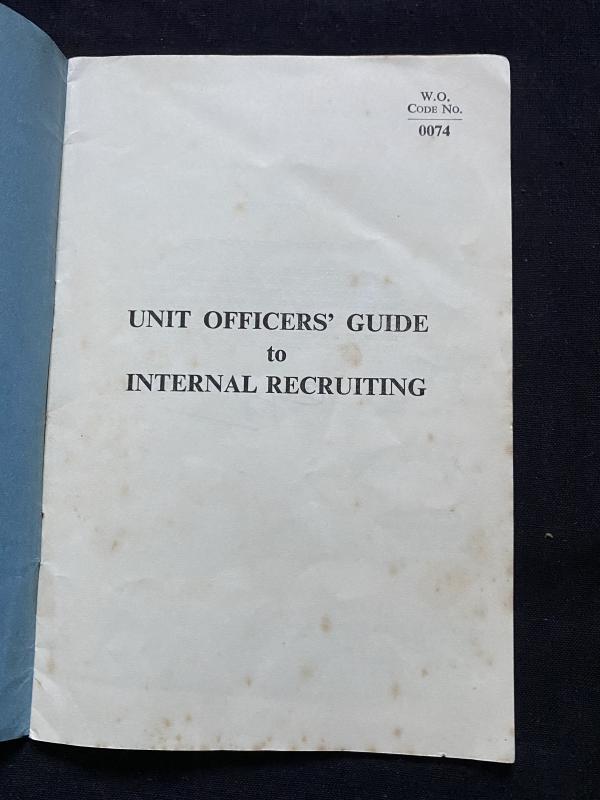 W.O.
Code No.
0074
UNIT OFFICERS' GUIDE
to
INTERNAL RECRUITING